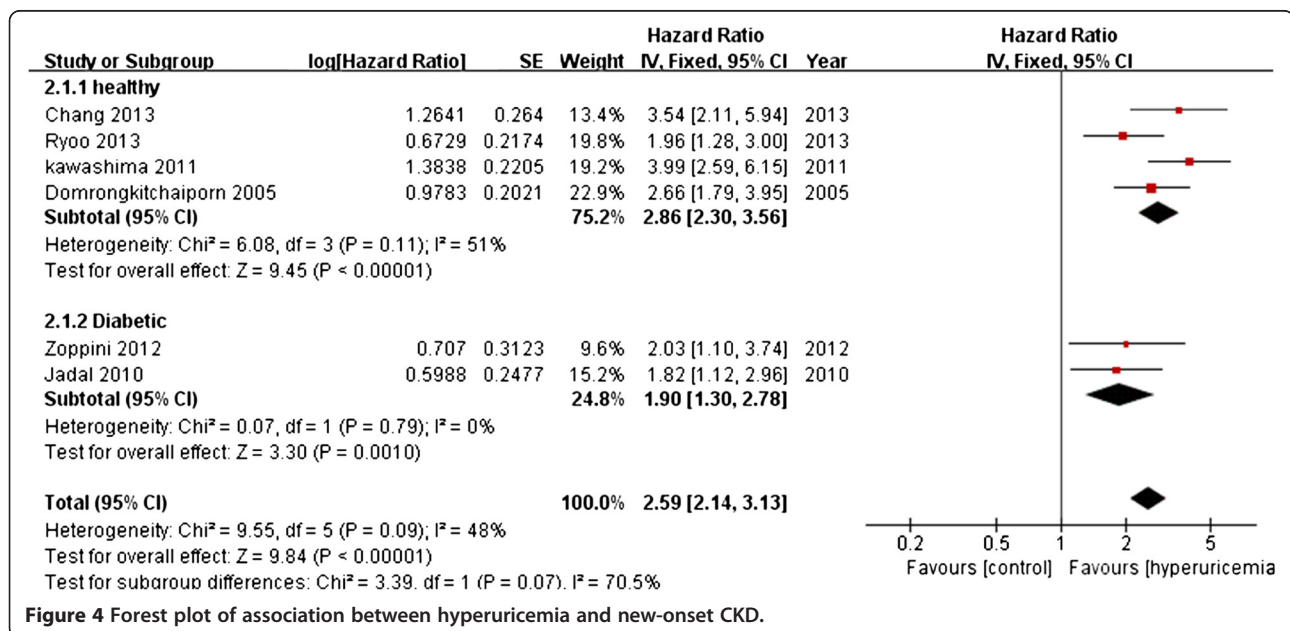 Hazard Ratio Hazard Ratio
Study or Subgroup log[Hazard Ratio] SE Weight IV, Fixed, 95% CI Year IV, Fixed, 95% CI
2.1.1 healthy
Chang 2013 1.2641 0.264 13.4% 3.54 [2.11, 5.94] 2013
Ryoo 2013 0.6729 0.2174 19.8% 1.96 [1.28, 3.00] 2013
kawashima 2011 1.3838 0.2205 19.2% 3.99 [2.59, 6.15] 2011
Domrongkitchaiporn 2005 0.9783 0.2021 22.9% 2.66 [1.79, 3.95] 2005
Subtotal (95% CI) 75.2% 2.86 [2.30, 3.56]
Heterogeneity: Chi² = 6.08, df = 3 (P = 0.11); I² = 51%
Test for overall effect: Z = 9.45 (P < 0.00001)
2.1.2 Diabetic
Zoppini 2012 0.707 0.3123 9.6% 2.03 [1.10, 3.74] 2012
Jadal 2010 0.5988 0.2477 15.2% 1.82 [1.12, 2.96] 2010
Subtotal (95% CI) 24.8% 1.90 [1.30, 2.78]
Heterogeneity: Chi² = 0.07, df = 1 (P = 0.79); I² = 0%
Test for overall effect: Z = 3.30 (P = 0.0010)
Total (95% CI) 100.0% 2.59 [2.14, 3.13]
Heterogeneity: Chi² = 9.55, df = 5 (P = 0.09); I² = 48%
Test for overall effect: Z = 9.84 (P < 0.00001)
Test for subgroup differences: Chi² = 3.39, df = 1 (P = 0.07), I² = 70.5%
0.2 0.5 1 2 5
Favours [control] Favours [hyperuricemia
Figure 4 Forest plot of association between hyperuricemia and new-onset CKD.